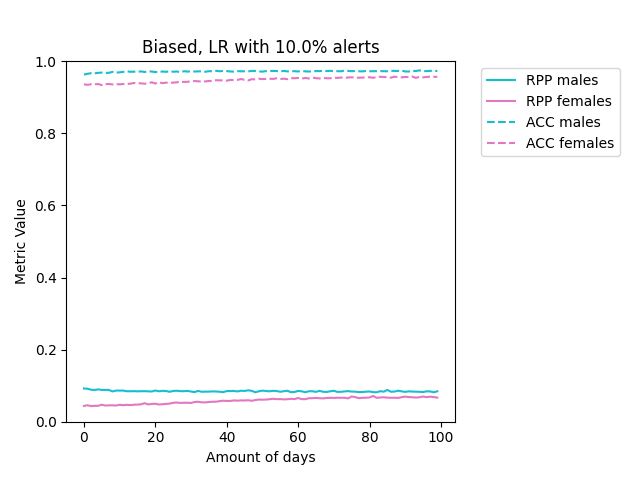 Biased, LR with 10.0% alerts
1.0
0.8
0.6
0.4
0.2
0.0
Metric Value
0
20
40
60
80
100
Amount of days
RPP males
RPP females
ACC males
ACC females